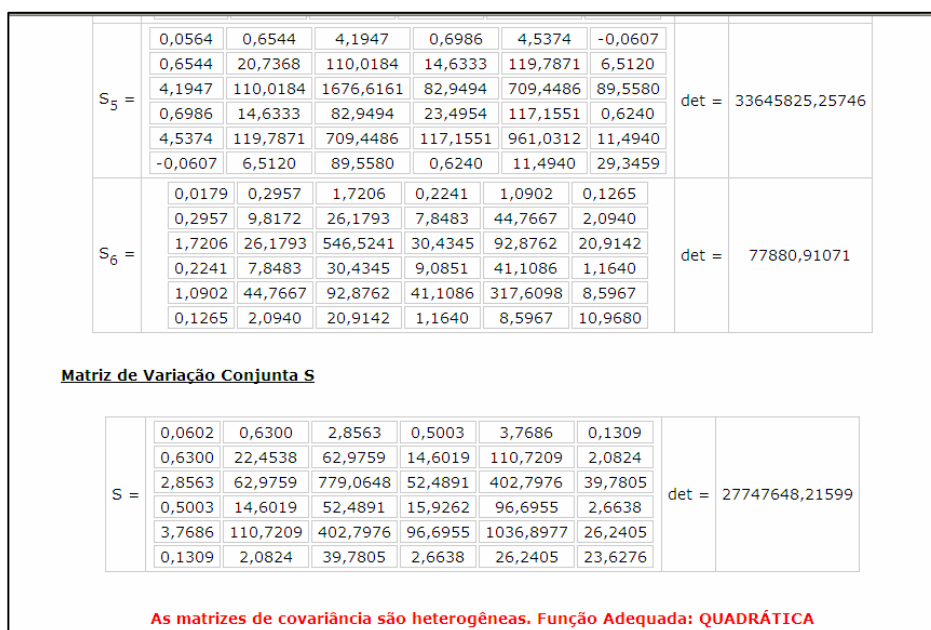 0,0564 0,6544 4,1947 0,6986 4,5374 -0,0607
0,6544 20,7368 110,0184 14,6333 119,7871 6,5120
4,1947 110,0184 1676,6161 82,9494 709,4486 89,5580
S5 = det = 33645825,25746
0,6986 14,6333 82,9494 23,4954 117,1551 0,6240
4,5374 119,7871 709,4486 117,1551 961,0312 11,4940
-0,0607 6,5120 89,5580 0,6240 11,4940 29,3459
0,0179 0,2957 1,7206 0,2241 1,0902 0,1265
0,2957 9,8172 26,1793 7,8483 44,7667 2,0940
1,7206 26,1793 546,5241 30,4345 92,8762 20,9142
S6 = det = 77880,91071
0,2241 7,8483 30,4345 9,0851 41,1086 1,1640
1,0902 44,7667 92,8762 41,1086 317,6098 8,5967
0,1265 2,0940 20,9142 1,1640 8,5967 10,9680
Matriz de Variação Conjunta S
0,0602 0,6300 2,8563 0,5003 3,7686 0,1309
0,6300 22,4538 62,9759 14,6019 110,7209 2,0824
2,8563 62,9759 779,0648 52,4891 402,7976 39,7805
S = det = 27747648,21599
0,5003 14,6019 52,4891 15,9262 96,6955 2,6638
3,7686 110,7209 402,7976 96,6955 1036,8977 26,2405
0,1309 2,0824 39,7805 2,6638 26,2405 23,6276
As matrizes de covariância são heterogêneas. Função Adequada: QUADRÁTICA